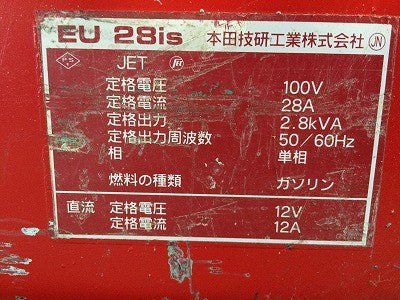 EU 28is 本田技研工業株式会社 JN
PSE JET
定格電圧 100V
定格電流 28A
定格出力 2.8kVA
定格出力周波数 50/60Hz
相 単相
燃料の種類 ガソリン
直流 定格電圧 12V
定格電流 12A